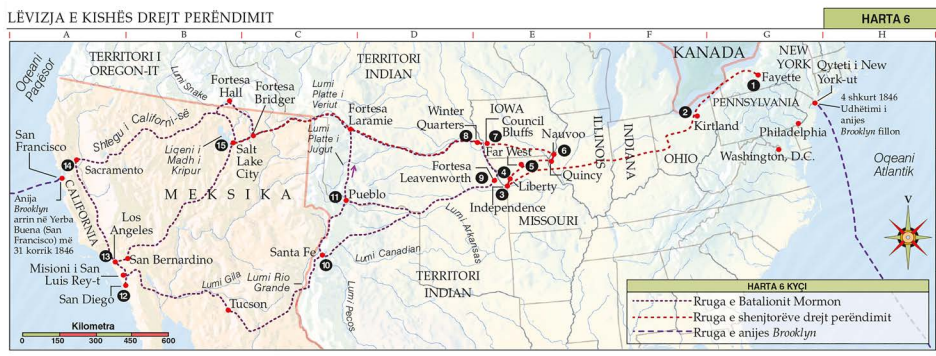 LËVIZJA E KISHËS DREJT PERËNDIMIT
HARTA 6
A
B
C
D
E
F
G
H
Oqeani
Paqësor
TERRITORI I
OREGON-IT
Lumi Snake
Fortesa
Hall
Fortesa
Bridger
Lumi
Platte i
Veriut
TERRITORI
INDIAN
Fortesa
Laramie
Lumi
Platte i
Jugut
Winter
Quarters
8
7
IOWA
Council
Bluffs
Nauvoo
6
KANADA
NEW
YORK
Fayette
1
Qyteti i New
York-ut
PENNSYLVANIA
4 shkurt 1846
Udhëtimi i
anijes
Brooklyn fillon
2
Kirtland
Philadelphia
Washington, D.C.
OHIO
INDIANA
ILLINOIS
San
Francisco
14
Sacramento
Shtegu i Californi-së
Liqeni i
Madh i
Kripur
15
Salt
Lake
City
Far West
5
4
Fortesa
Leavenworth
9
Liberty
Quincy
3
Independence
MISSOURI
Oqeani
Atlantik
MEKSIKA
CALIFORNIA
Anija
Brooklyn
arrin në Yerba
Buena (San
Francisco) më
31 korrik 1846
Los
Angeles
13
San Bernardino
Misioni i San
Luis Rey-t
San Diego
12
11
Pueblo
Santa Fe
10
Lumi Arkansas
Lumi Canadian
Lumi Gila
Lumi Rio
Grande
Tucson
Lumi Pecos
TERRITORI
INDIAN
V
Kilometra
0
150
300
450
600
HARTA 6 KYÇI
Rruga e Batalionit Mormon
Rruga e shenjtorëve drejt perëndimit
Rruga e anijes Brooklyn